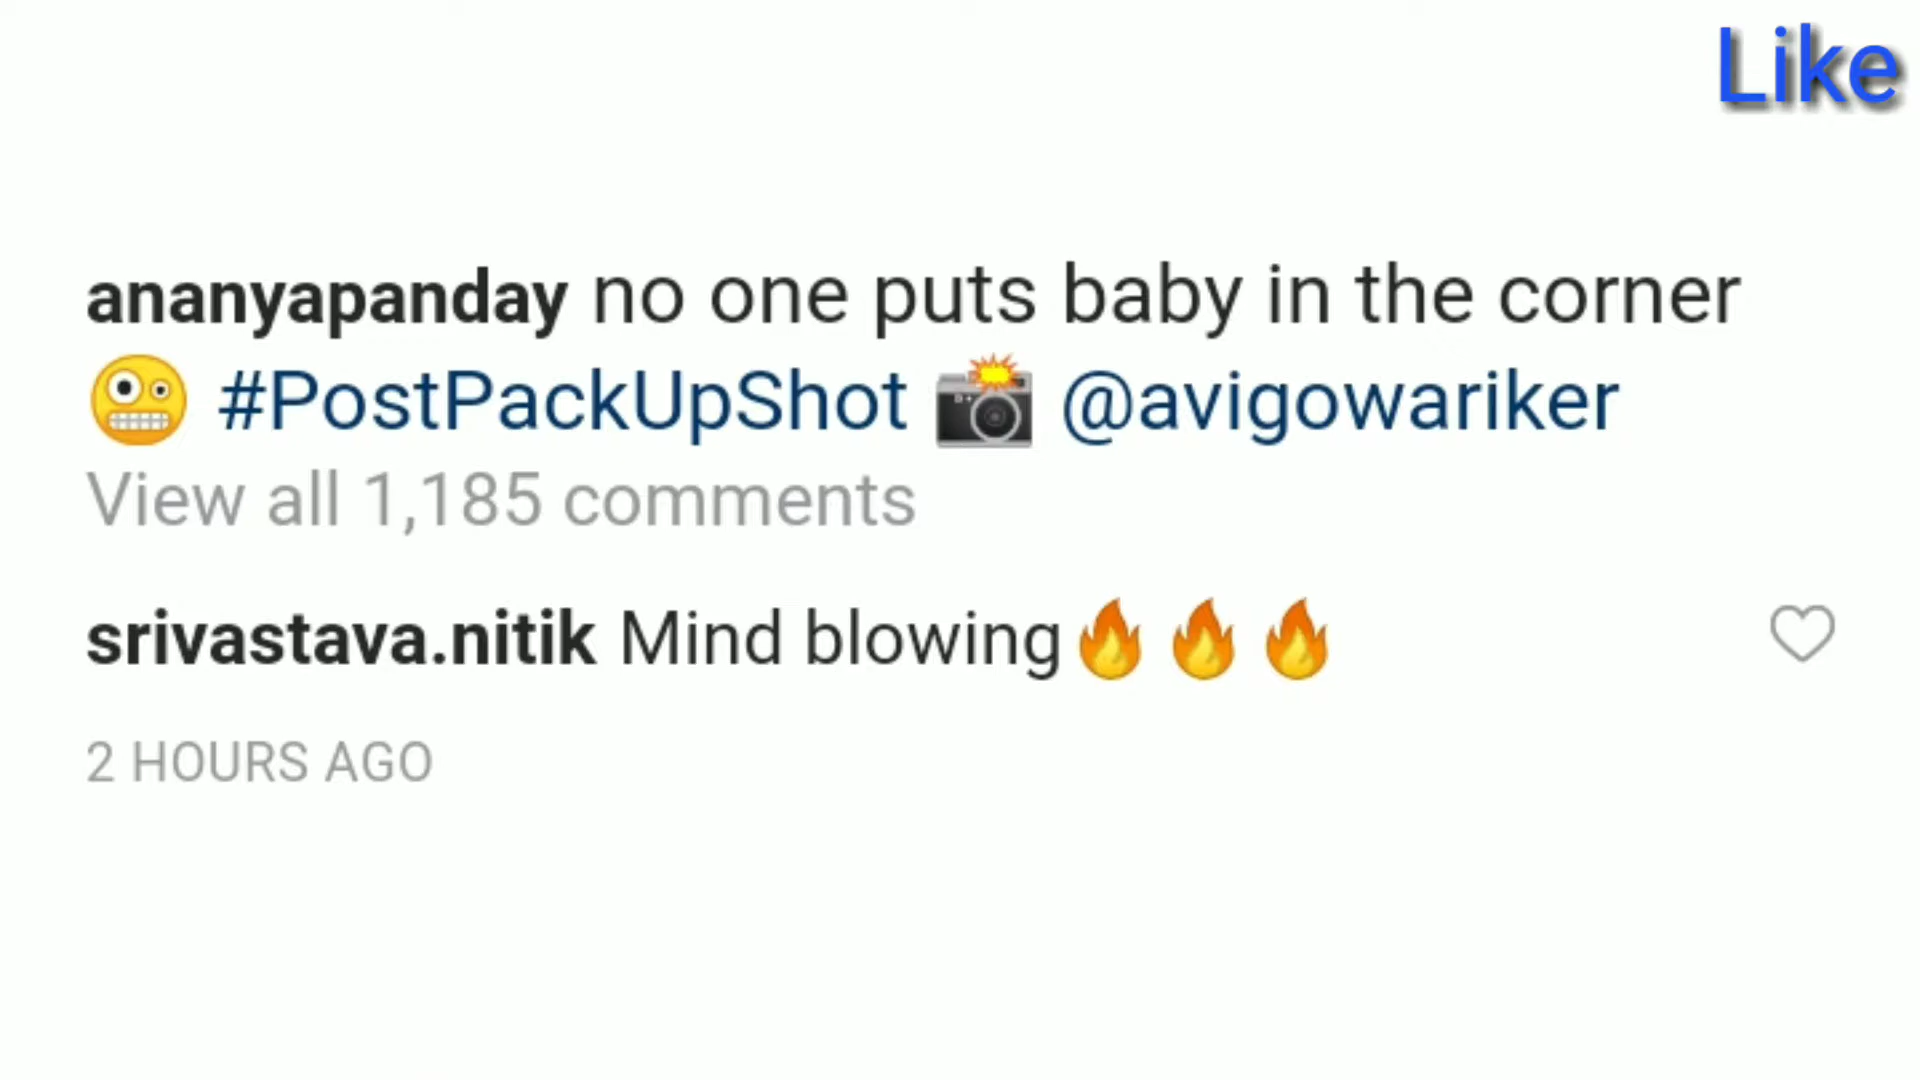 Like
ananyapanday no one puts baby in the corner
🤪 #PostPackUpShot 📸 @avigowariker
View all 1,185 comments
srivastava.nitik Mind blowing🔥🔥🔥
2 HOURS AGO